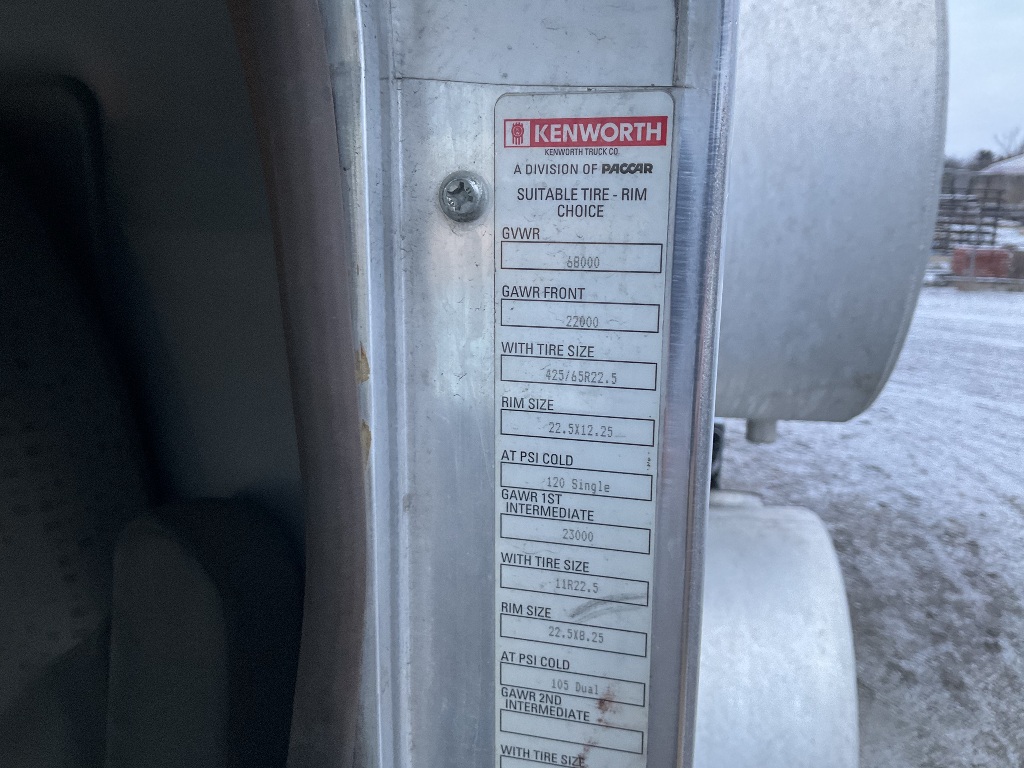 KENWORTH
KENWORTH TRUCK CO.
A DIVISION OF PACCAR
SUITABLE TIRE - RIM
CHOICE
GVWR
68000
GAWR FRONT
22000
WITH TIRE SIZE
425/65R22.5
RIM SIZE
22.5X12.25
AT PSI COLD
120 Single
GAWR 1ST
INTERMEDIATE
23000
WITH TIRE SIZE
11R22.5
RIM SIZE
22.5X8.25
AT PSI COLD
105 Dual
GAWR 2ND
INTERMEDIATE
WITH TIRE SIZE